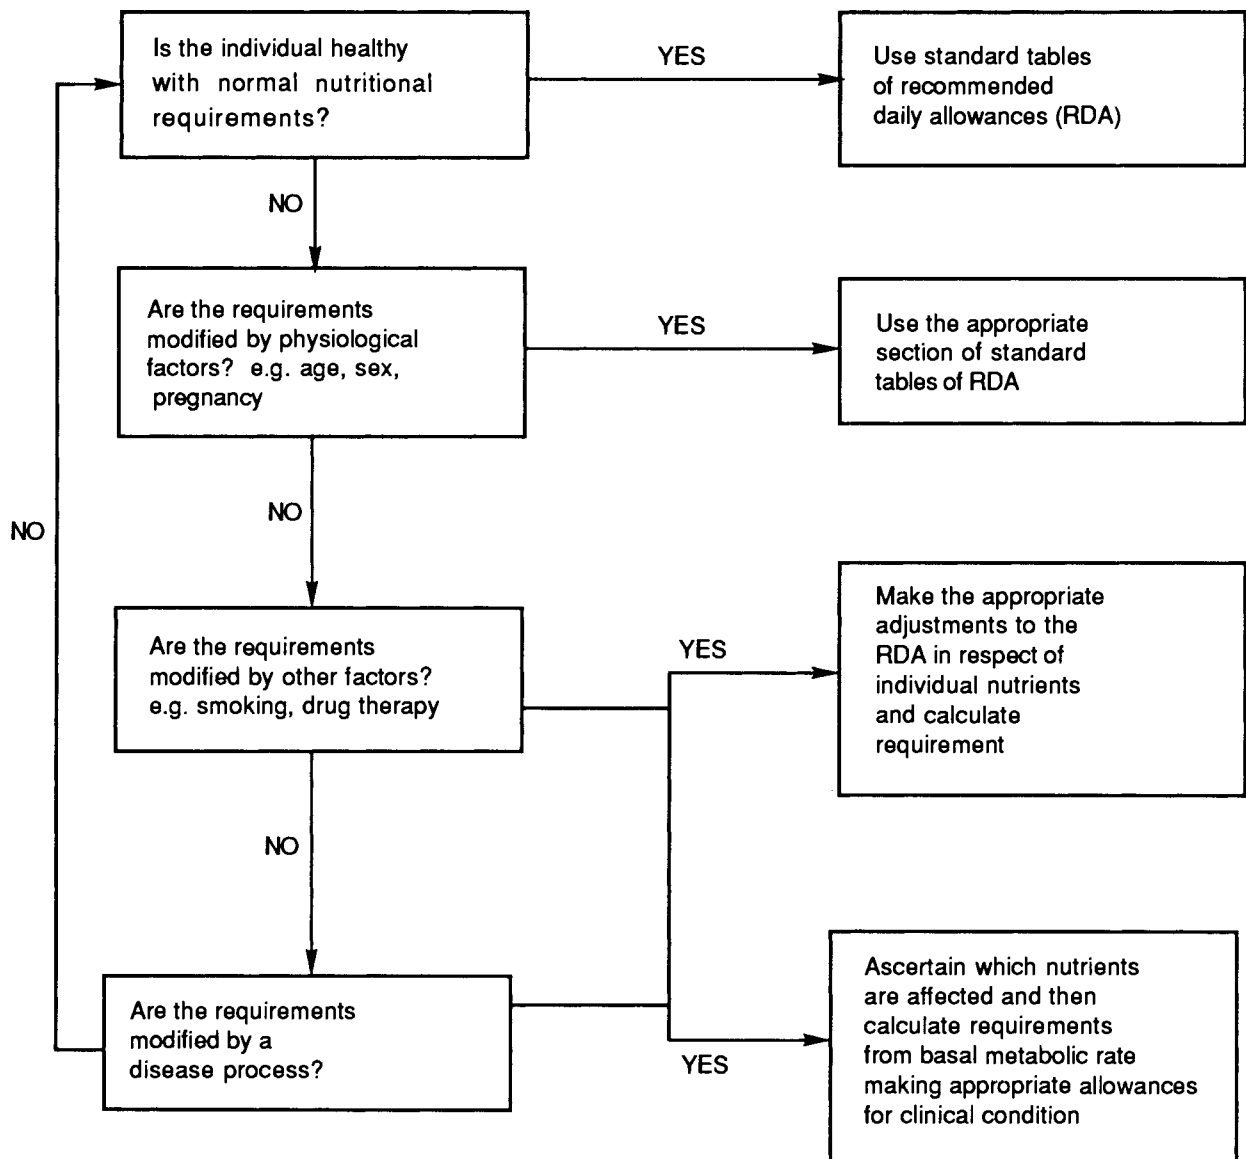 Is the individual healthy
with normal nutritional
requirements?
YES
Use standard tables
of recommended
daily allowances (RDA)
NO
Are the requirements
modified by physiological
factors? e.g. age, sex,
pregnancy
YES
Use the appropriate
section of standard
tables of RDA
NO
NO
Are the requirements
modified by other factors?
e.g. smoking, drug therapy
YES
Make the appropriate
adjustments to the
RDA in respect of
individual nutrients
and calculate
requirement
NO
Are the requirements
modified by a
disease process?
YES
Ascertain which nutrients
are affected and then
calculate requirements
from basal metabolic rate
making appropriate allowances
for clinical condition